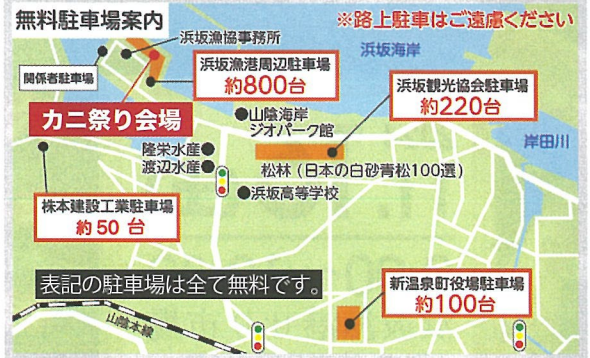 無料駐車場案内
※路上駐車はご遠慮ください
浜坂漁協事務所
浜坂海岸
関係者駐車場
浜坂漁港周辺駐車場
約800台
浜坂観光協会駐車場
約220台
カニ祭り会場
山陰海岸
ジオパーク館
岸田川
隆栄水産
渡辺水産
松林(日本の白砂青松100選)
浜坂高等学校
株本建設工業駐車場
約50台
表記の駐車場は全て無料です。
新温泉町役場駐車場
約100台
山陰本線